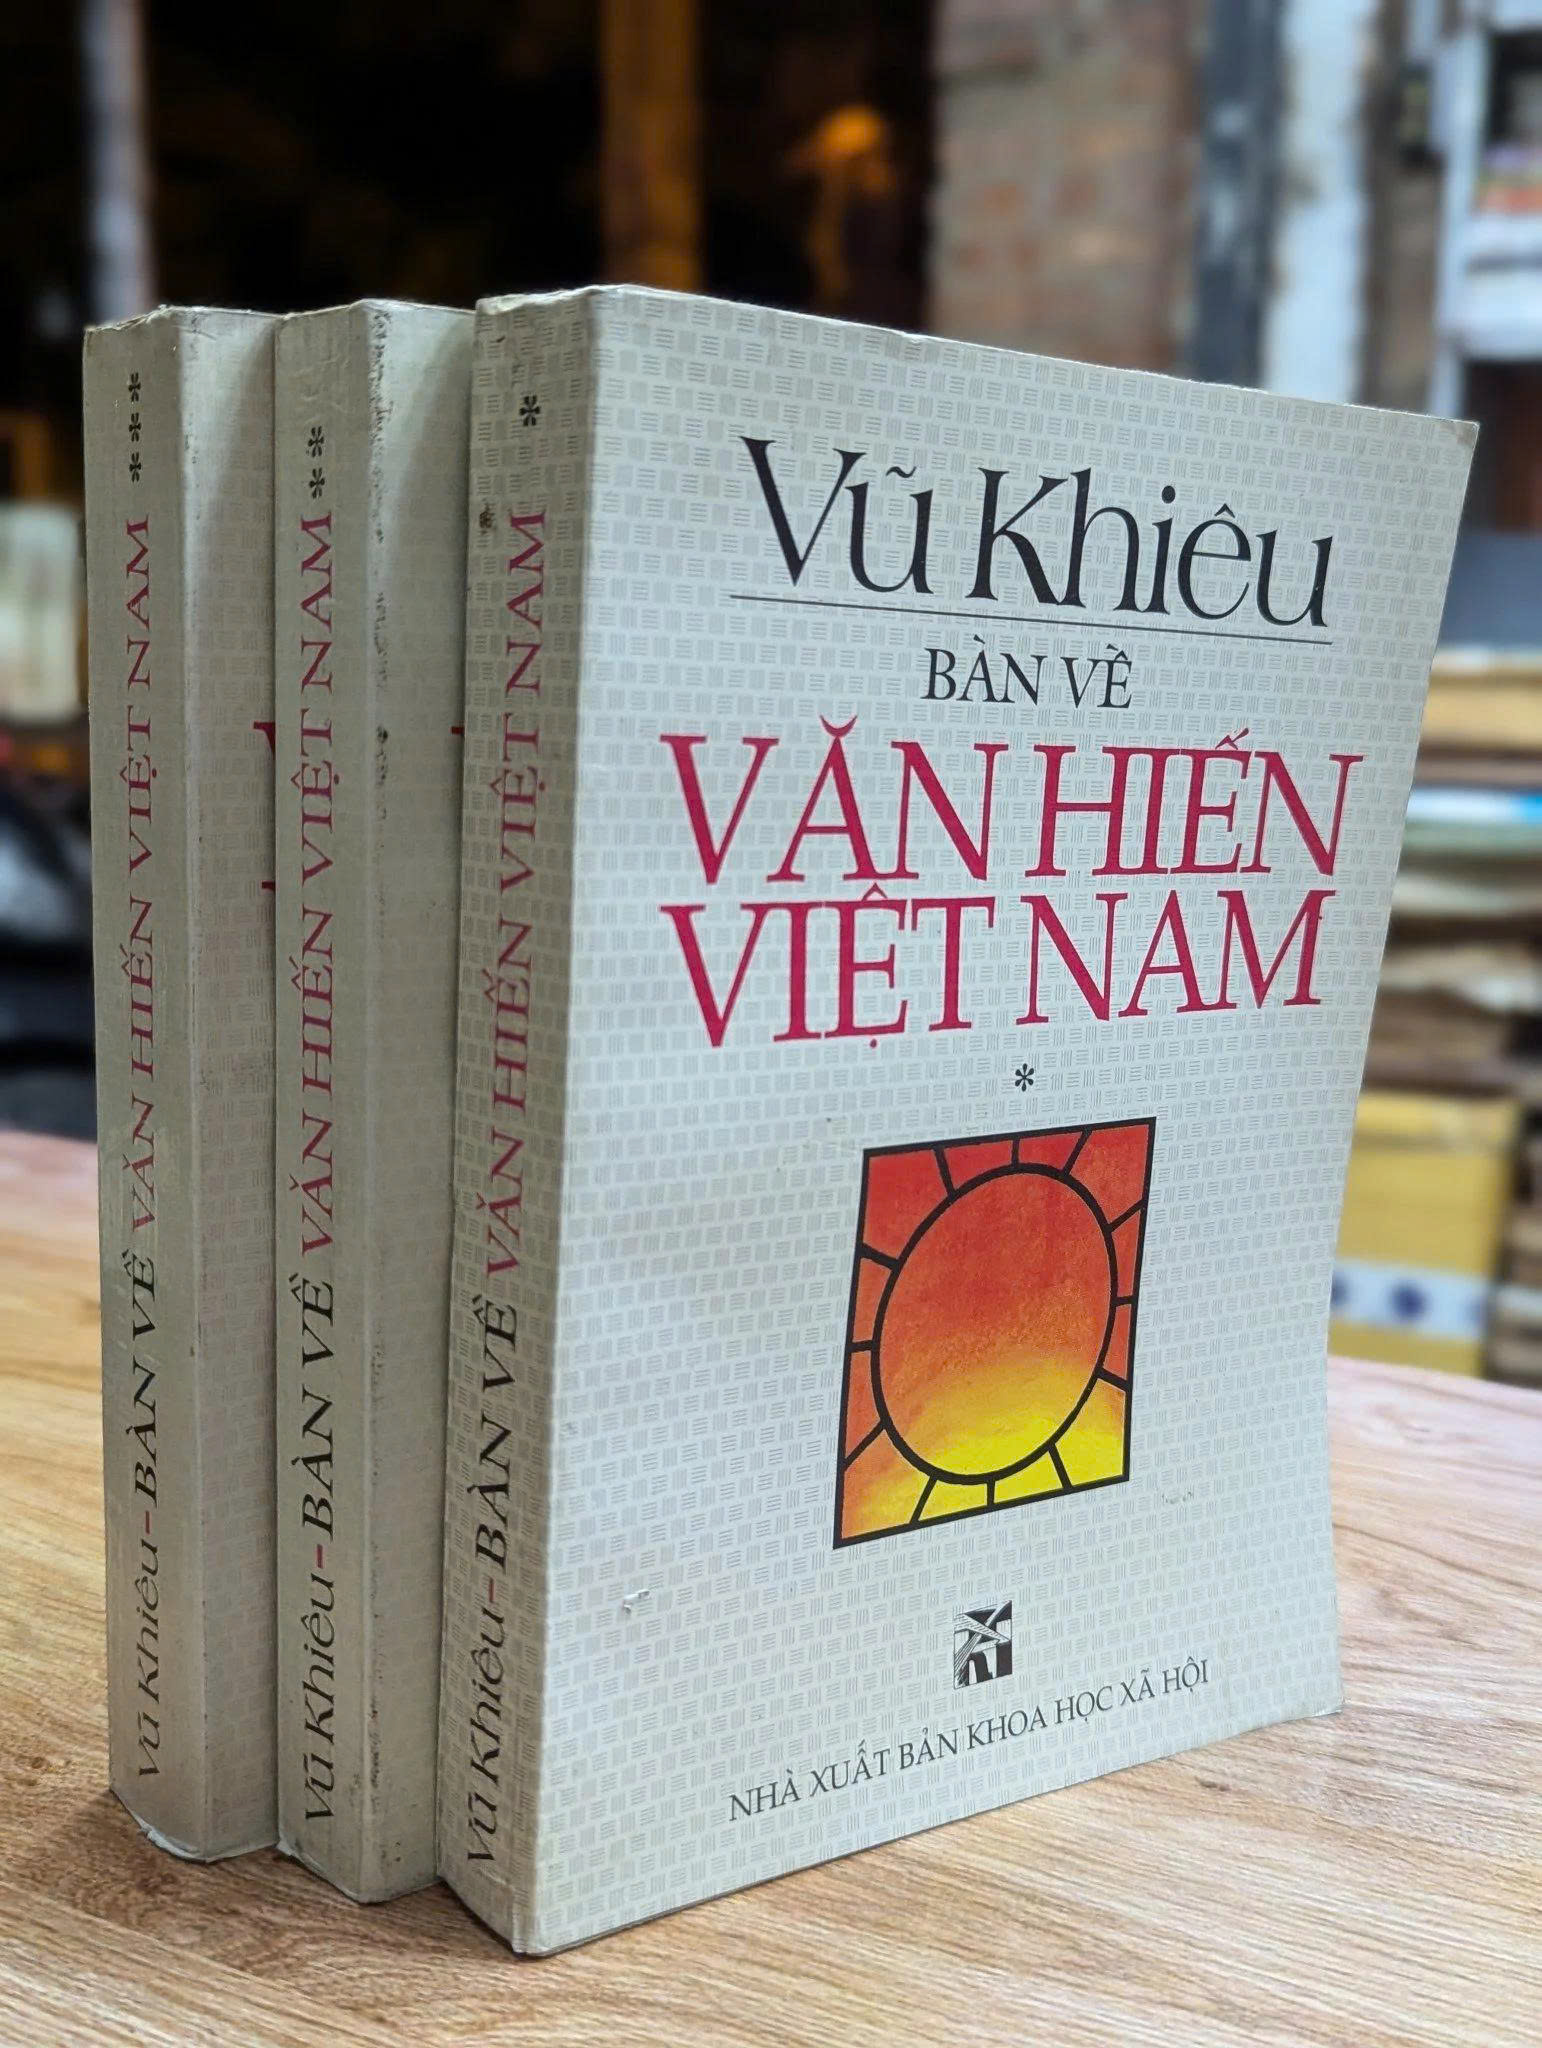 Vũ Khiêu - BÀN VỀ VĂN HIẾN VIỆT NAM ***
Vũ Khiêu - BÀN VỀ VĂN HIẾN VIỆT NAM **
Vũ Khiêu - BÀN VỀ VĂN HIẾN VIỆT NAM *
Vũ Khiêu
BÀN VỀ
VĂN HIẾN
VIỆT NAM
*
NHÀ XUẤT BẢN KHOA HỌC XÃ HỘI